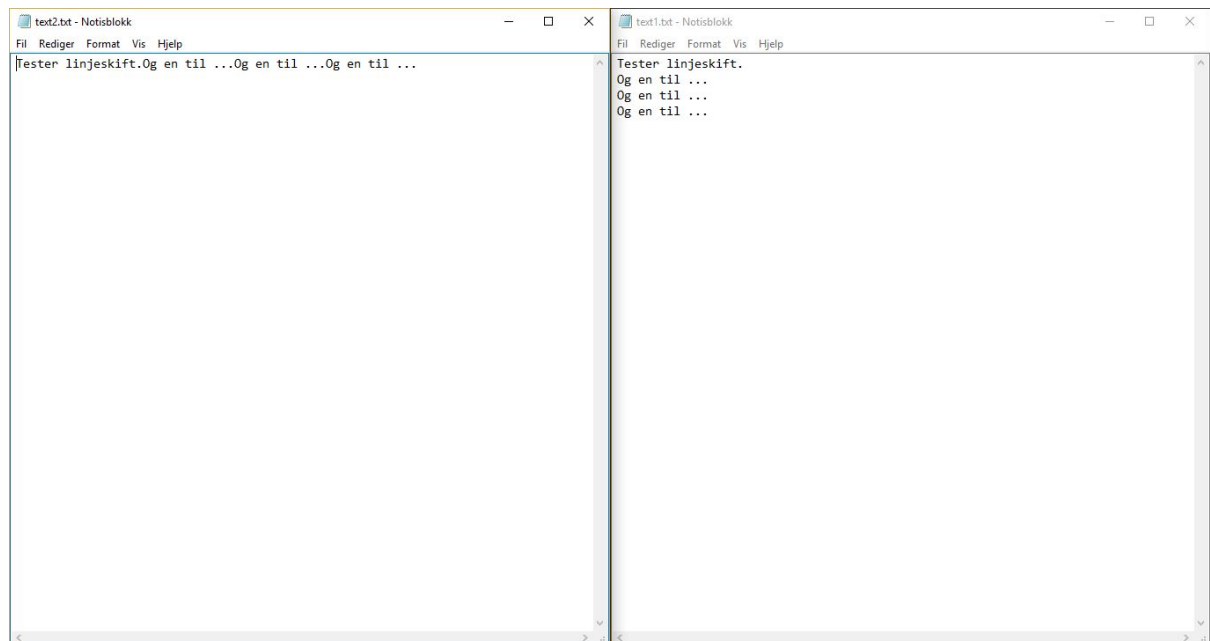 text2.txt - Notisblokk
Fil Rediger Format Vis Hjelp
Tester linjeskift.Og en til ...Og en til ...Og en til ...
text1.txt - Notisblokk
Fil Rediger Format Vis Hjelp
Tester linjeskift.
Og en til ...
Og en til ...
Og en til ...